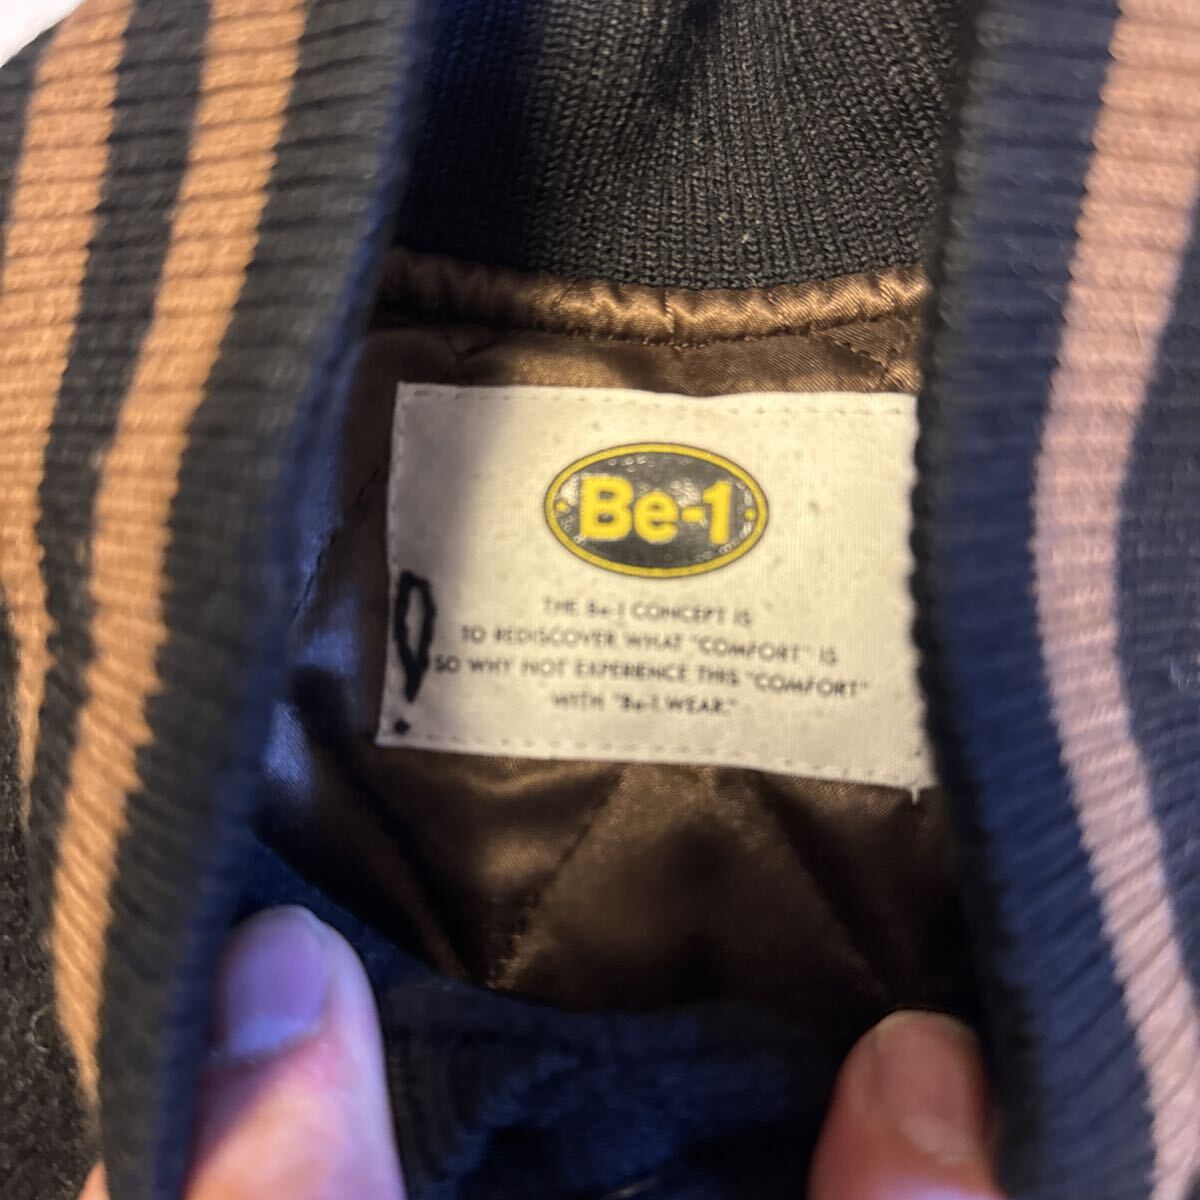 Be-1
THE Be-1 CONCEPT IS
TO REDISCOVER WHAT "COMFORT" IS
SO WHY NOT EXPERIENCE THIS "COMFORT"
WITH "Be-1. WEAR."